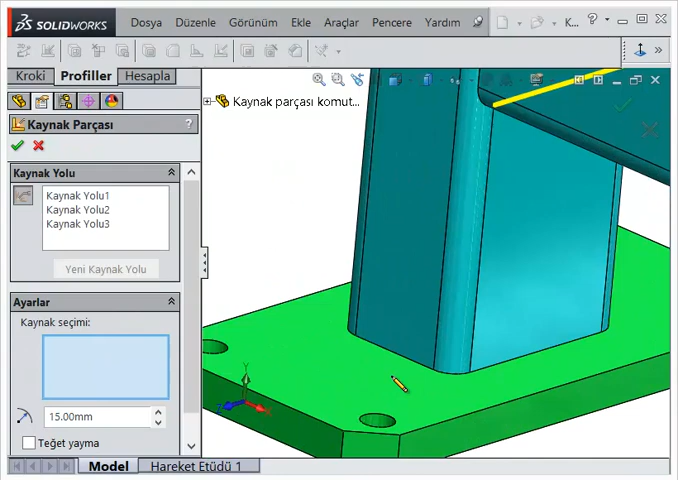 SOLIDWORKS Dosya Düzenle Görünüm Ekle Araçlar Pencere Yardım K... ?
Kroki Profiller Hesapla
Kaynak Parçası ?
Kaynak parçası komut...
Kaynak Yolu
Kaynak Yolu1
Kaynak Yolu2
Kaynak Yolu3
Yeni Kaynak Yolu
Ayarlar
Kaynak seçimi:
15.00mm
Teğet yayma
Y
X
Z
Model Hareket Etüdü 1